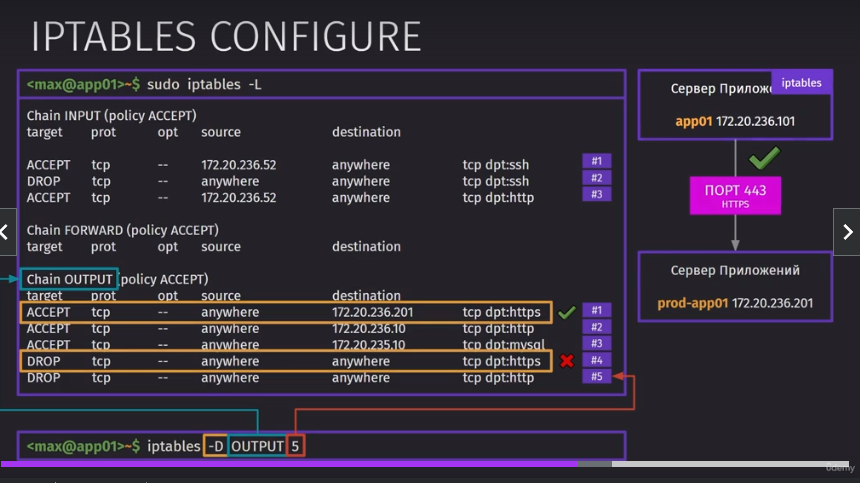 IPTABLES CONFIGURE
<max@app01>~$ sudo iptables -L
Chain INPUT (policy ACCEPT)
target prot opt source destination
ACCEPT tcp -- 172.20.236.52 anywhere tcp dpt:ssh #1
DROP tcp -- anywhere anywhere tcp dpt:ssh #2
ACCEPT tcp -- 172.20.236.52 anywhere tcp dpt:http #3
Chain FORWARD (policy ACCEPT)
target prot opt source destination
Chain OUTPUT (policy ACCEPT)
target prot opt source destination
ACCEPT tcp -- anywhere 172.20.236.201 tcp dpt:https #1
ACCEPT tcp -- anywhere 172.20.236.10 tcp dpt:http #2
ACCEPT tcp -- anywhere 172.20.235.10 tcp dpt:mysql #3
DROP tcp -- anywhere anywhere tcp dpt:https #4
DROP tcp -- anywhere anywhere tcp dpt:http #5
<max@app01>~$ iptables -D OUTPUT 5
iptables
Сервер Прилож
app01 172.20.236.101
ПОРТ 443
HTTPS
Сервер Приложений
prod-app01 172.20.236.201
ûdemy